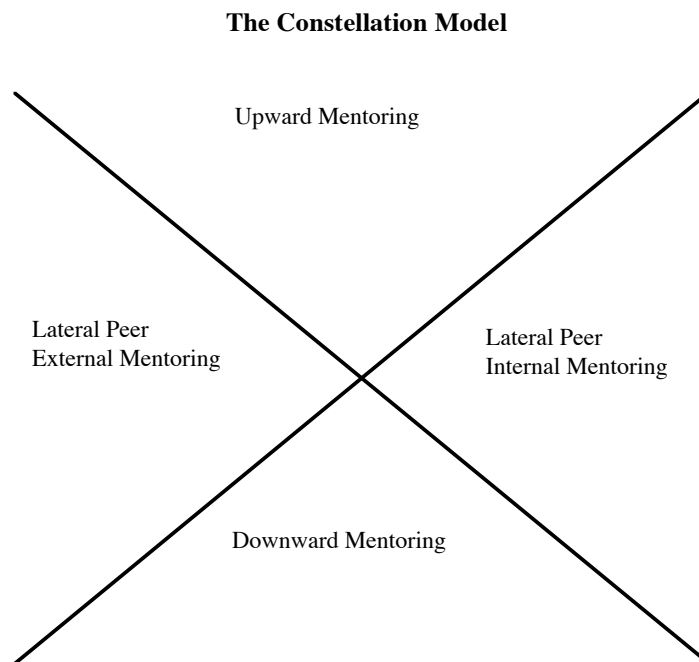 The Constellation Model
Upward Mentoring
Lateral Peer
External Mentoring
Lateral Peer
Internal Mentoring
Downward Mentoring